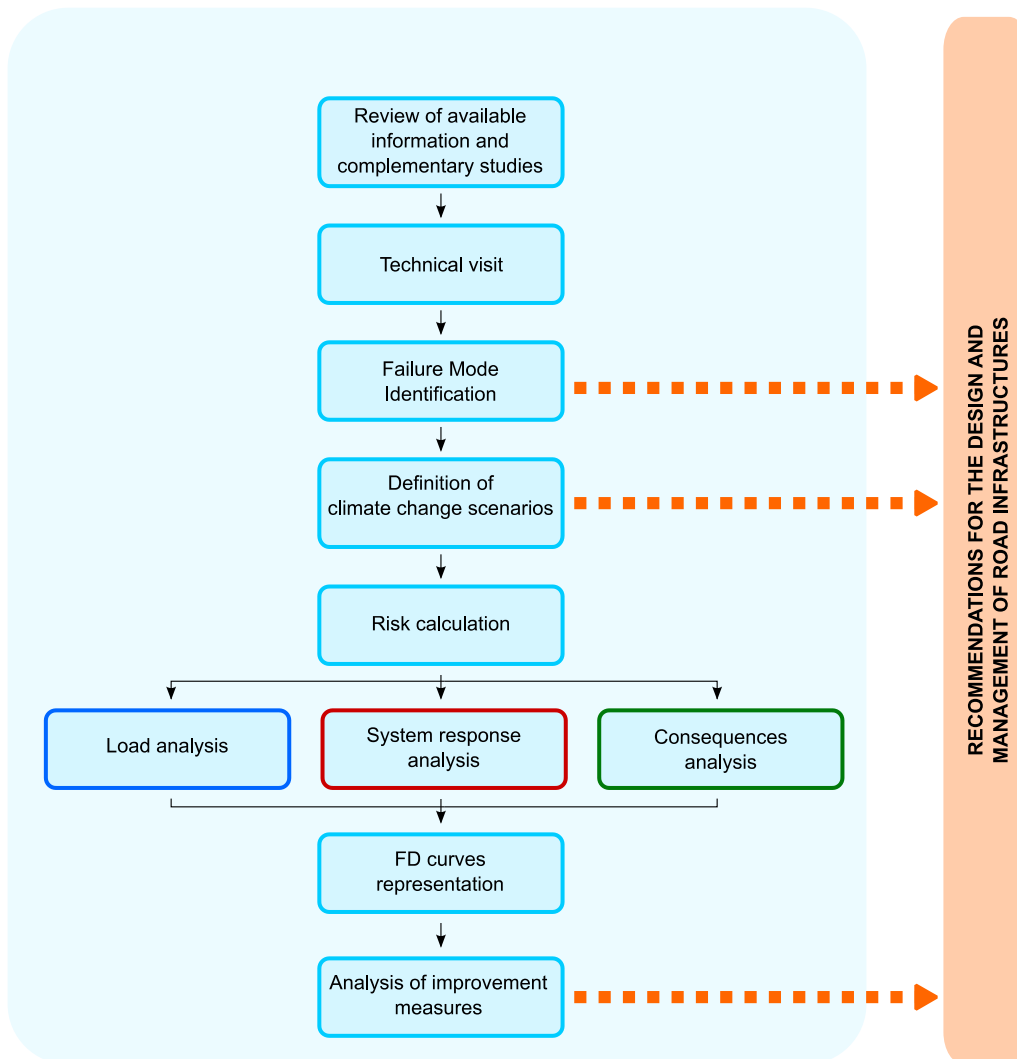 Review of available
information and
complementary studies
Technical visit
Failure Mode
Identification
Definition of
climate change scenarios
Risk calculation
Load analysis
System response
analysis
Consequences
analysis
FD curves
representation
Analysis of improvement
measures
RECOMMENDATIONS FOR THE DESIGN AND
MANAGEMENT OF ROAD INFRASTRUCTURES